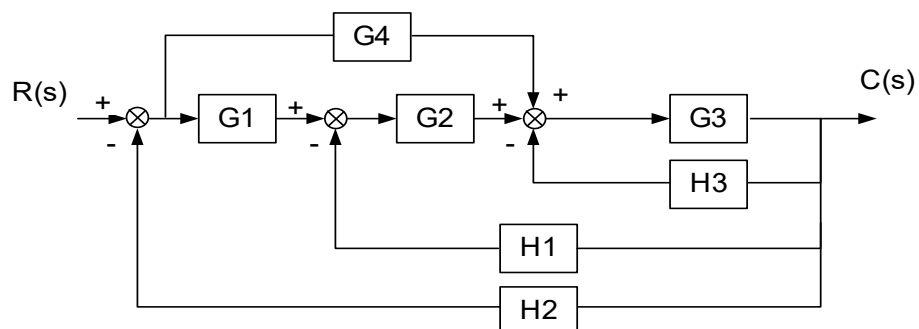 G4
R(s)
C(s)
+
+
+
+
G1
G2
G3
-
-
-
H3
H1
H2